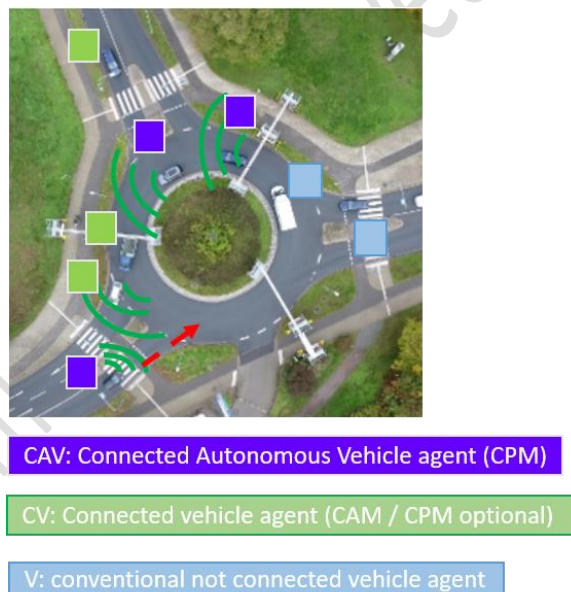 CAV: Connected Autonomous Vehicle agent (CPM)
CV: Connected vehicle agent (CAM / CPM optional)
V: conventional not connected vehicle agent